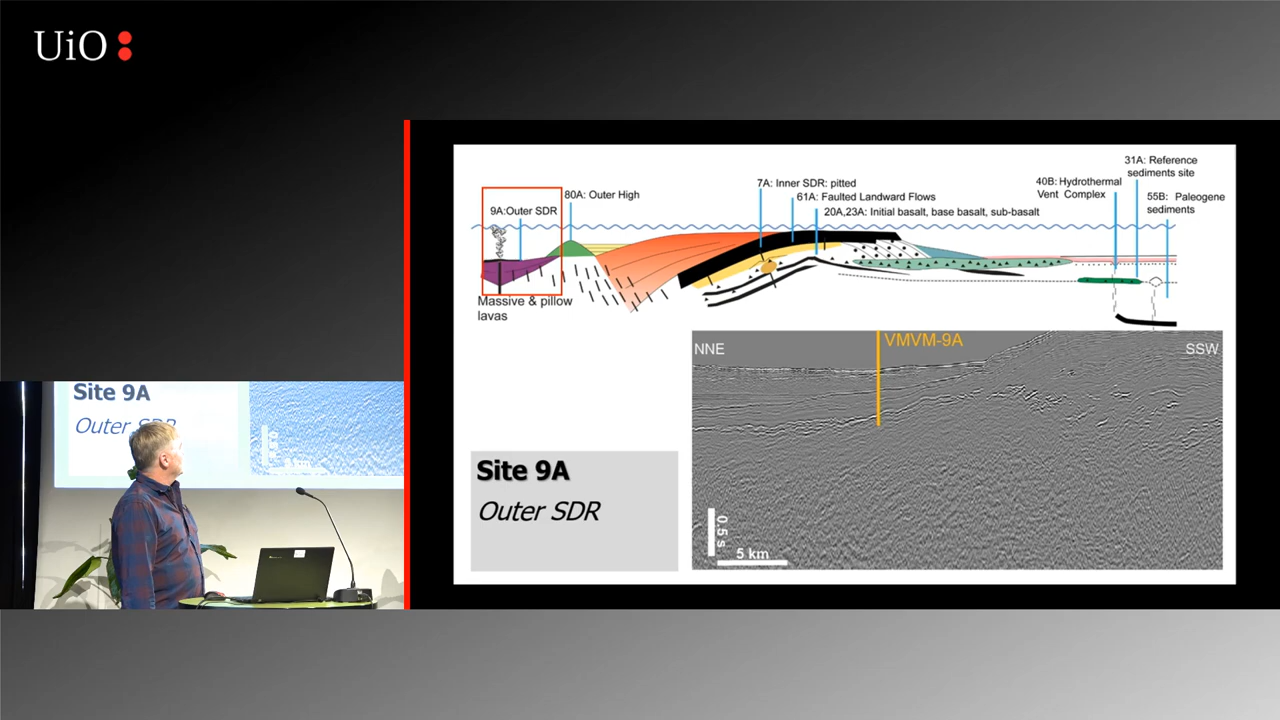 UiO
31A: Reference
sediments site
40B: Hydrothermal
Vent Complex
55B: Paleogene
sediments
7A: Inner SDR: pitted
61A: Faulted Landward Flows
20A,23A: Initial basalt, base basalt, sub-basalt
80A: Outer High
9A:Outer SDR
Massive & pillow
lavas
NNE
VMVM-9A
SSW
Site 9A
Outer SDR
0.5 s
5 km
Site 9A
Outer SDR